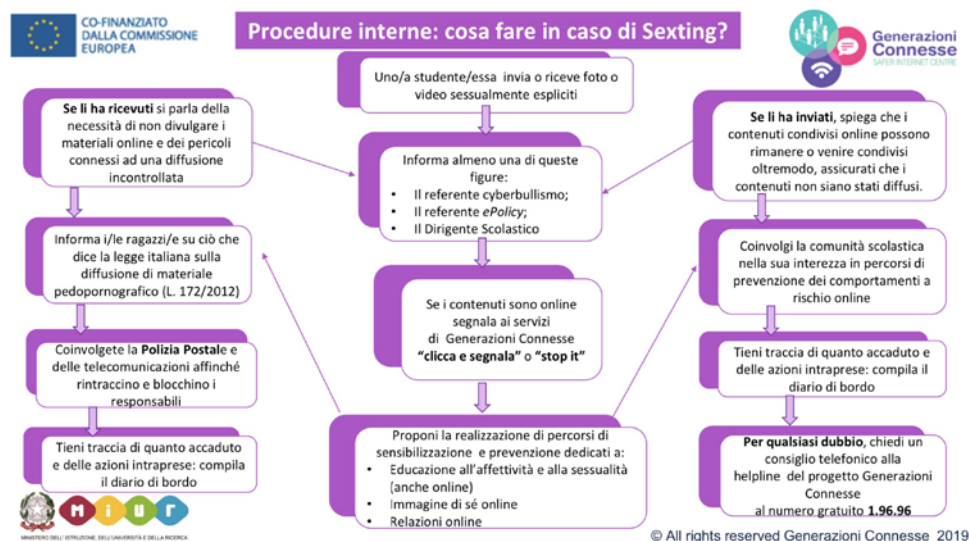 CO-FINANZIATO
DALLA COMMISSIONE
EUROPEA
Procedure interne: cosa fare in caso di Sexting?
Generazioni
Connesse
SAFER INTERNET CENTRE
Uno/a studente/essa invia o riceve foto o
video sessualmente espliciti
Se li ha ricevuti si parla della
necessità di non divulgare i
materiali online e dei pericoli
connessi ad una diffusione
incontrollata
Informa i/le ragazzi/e su ciò che
dice la legge italiana sulla
diffusione di materiale
pedopornografico (L. 172/2012)
Coinvolgete la Polizia Postale e
delle telecomunicazioni affinché
rintraccino e blocchino i
responsabili
Tieni traccia di quanto accaduto
e delle azioni intraprese: compila
il diario di bordo
Informa almeno una di queste
figure:
• Il referente cyberbullismo;
• Il referente ePolicy;
• Il Dirigente Scolastico
Se i contenuti sono online
segnala ai servizi
di Generazioni Connesse
“clicca e segnala” o “stop it”
Proponi la realizzazione di percorsi di
sensibilizzazione e prevenzione dedicati a:
• Educazione all’affettività e alla sessualità
(anche online)
• Immagine di sé online
• Relazioni online
Se li ha inviati, spiega che i
contenuti condivisi online possono
rimanere o venire condivisi
oltremodo, assicurati che i
contenuti non siano stati diffusi.
Coinvolgi la comunità scolastica
nella sua interezza in percorsi di
prevenzione dei comportamenti a
rischio online
Tieni traccia di quanto accaduto e
delle azioni intraprese: compila il
diario di bordo
Per qualsiasi dubbio, chiedi un
consiglio telefonico alla
helpline del progetto Generazioni
Connesse
al numero gratuito 1.96.96
MIUR
MINISTERO DELL' ISTRUZIONE, DELL'UNIVERSITÀ E DELLA RICERCA
© All rights reserved Generazioni Connesse 2019